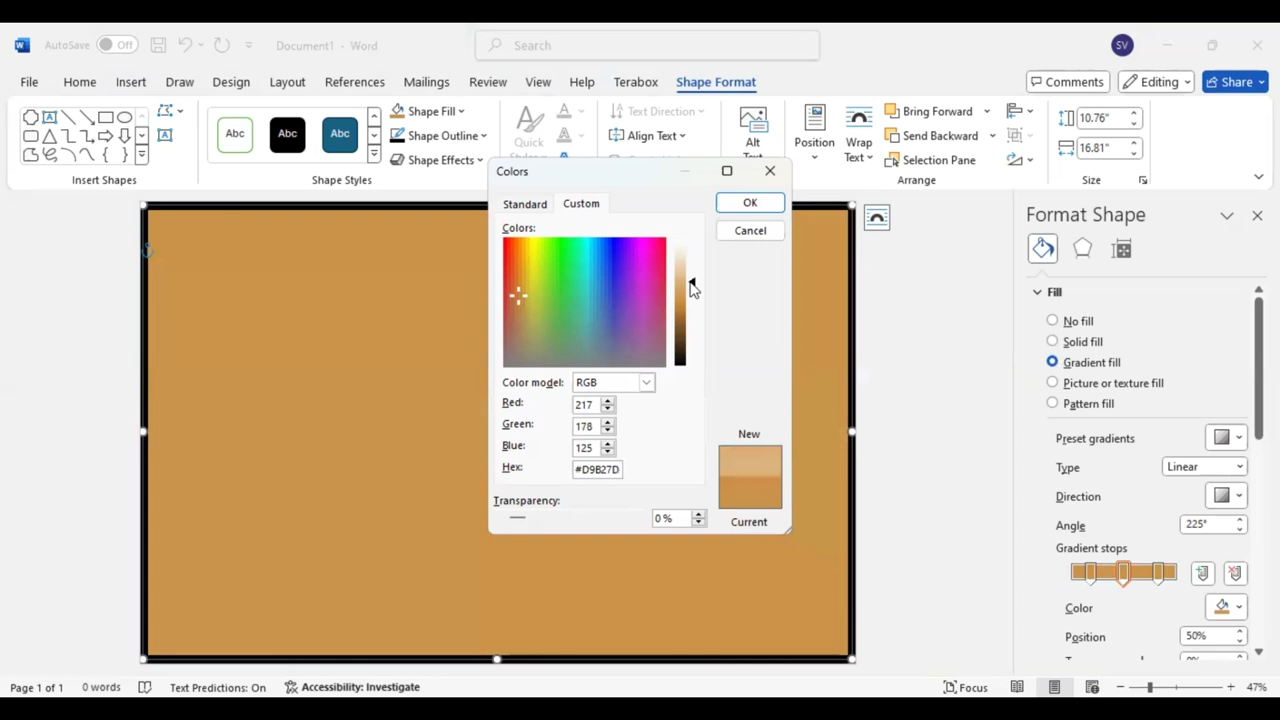 AutoSave Off Document1 - Word Search SV
File Home Insert Draw Design Layout References Mailings Review View Help Terabox Shape Format Comments Editing Share
Abc Abc Abc
Shape Fill
Shape Outline
Shape Effects
Quick
Text Direction
Align Text
Alt
Text
Position
Wrap
Text
Bring Forward
Send Backward
Selection Pane
10.76"
16.81"
Insert Shapes Shape Styles Arrange Size
Colors
Standard Custom OK
Cancel
Colors:
Color model: RGB
Red: 217
Green: 178
Blue: 125
Hex: #D9B27D
Transparency:
0 %
New
Current
Format Shape
Fill
No fill
Solid fill
Gradient fill
Picture or texture fill
Pattern fill
Preset gradients
Type Linear
Direction
Angle 225°
Gradient stops
Color
Position 50%
Page 1 of 1 0 words Text Predictions: On Accessibility: Investigate Focus 47%